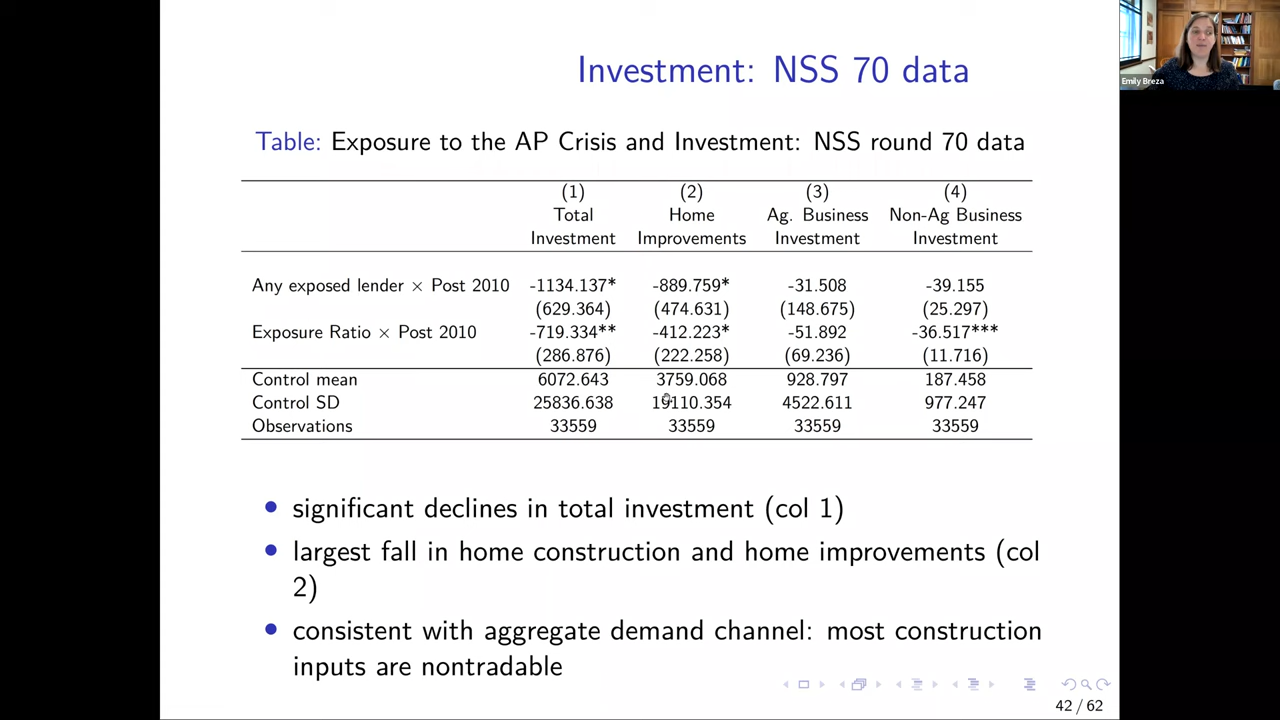 Investment: NSS 70 data
Emily Breza
Table: Exposure to the AP Crisis and Investment: NSS round 70 data
(1) (2) (3) (4)
Total Home Ag. Business Non-Ag Business
Investment Improvements Investment Investment
Any exposed lender × Post 2010 -1134.137* -889.759* -31.508 -39.155
(629.364) (474.631) (148.675) (25.297)
Exposure Ratio × Post 2010 -719.334** -412.223* -51.892 -36.517***
(286.876) (222.258) (69.236) (11.716)
Control mean 6072.643 3759.068 928.797 187.458
Control SD 25836.638 19110.354 4522.611 977.247
Observations 33559 33559 33559 33559
• significant declines in total investment (col 1)
• largest fall in home construction and home improvements (col
2)
• consistent with aggregate demand channel: most construction
inputs are nontradable
42 / 62